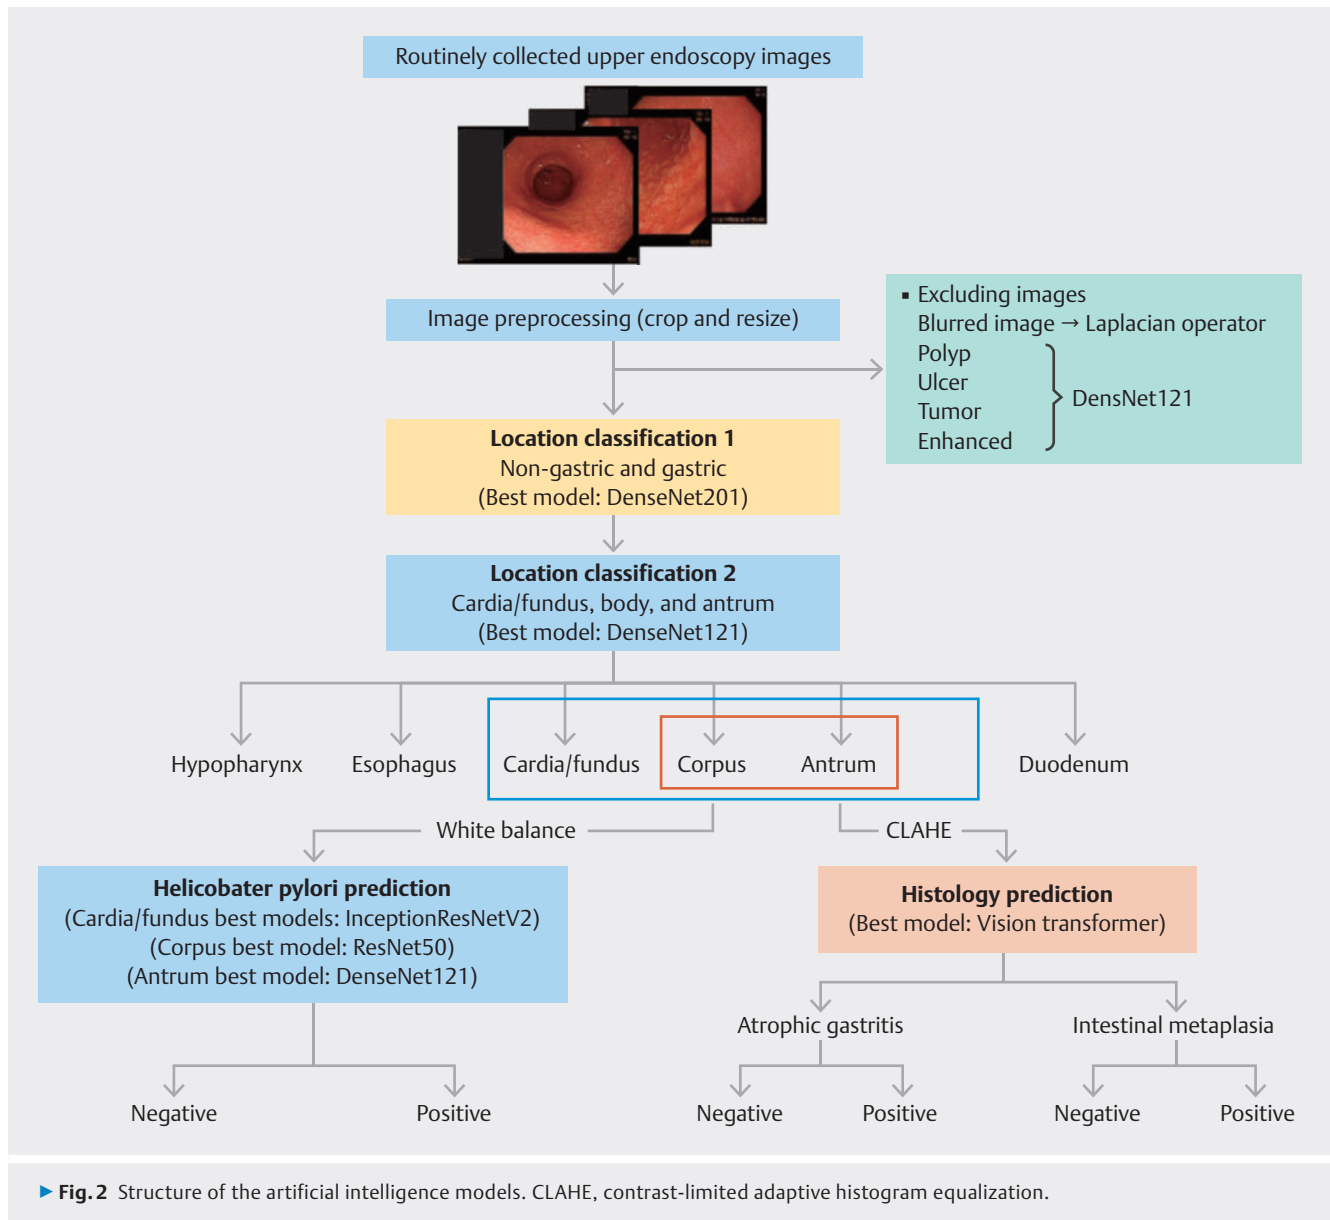 Routinely collected upper endoscopy images
Image preprocessing (crop and resize)
▪ Excluding images
Blurred image → Laplacian operator
Polyp
Ulcer
Tumor
Enhanced
DensNet121
Location classification 1
Non-gastric and gastric
(Best model: DenseNet201)
Location classification 2
Cardia/fundus, body, and antrum
(Best model: DenseNet121)
Hypopharynx Esophagus Cardia/fundus Corpus Antrum Duodenum
White balance CLAHE
Helicobater pylori prediction
(Cardia/fundus best models: InceptionResNetV2)
(Corpus best model: ResNet50)
(Antrum best model: DenseNet121)
Histology prediction
(Best model: Vision transformer)
Atrophic gastritis Intestinal metaplasia
Negative Positive Negative Positive Negative Positive
▶ Fig. 2 Structure of the artificial intelligence models. CLAHE, contrast-limited adaptive histogram equalization.